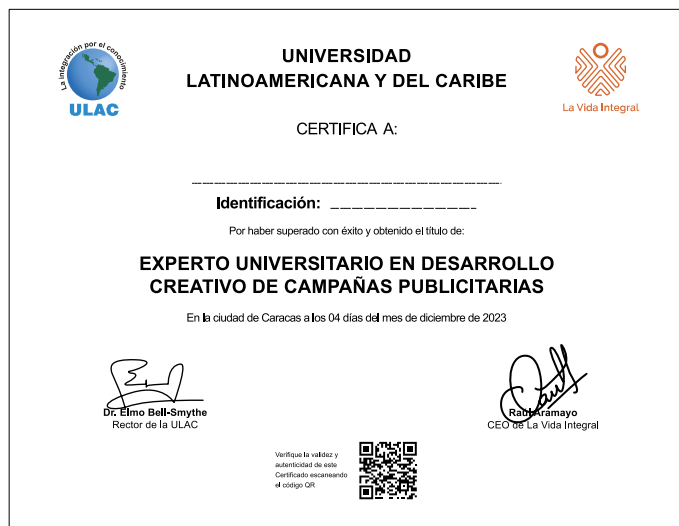 La integración por el conocimiento
ULAC
UNIVERSIDAD
LATINOAMERICANA Y DEL CARIBE
La Vida Integral
CERTIFICA A:
Identificación:
Por haber superado con éxito y obtenido el título de:
EXPERTO UNIVERSITARIO EN DESARROLLO
CREATIVO DE CAMPAÑAS PUBLICITARIAS
En la ciudad de Caracas a los 04 días del mes de diciembre de 2023
Dr. Elmo Bell-Smythe
Rector de la ULAC
Raúl Aramayo
CEO de La Vida Integral
Verifique la validez y
autenticidad de este
Certificado escaneando
el código QR